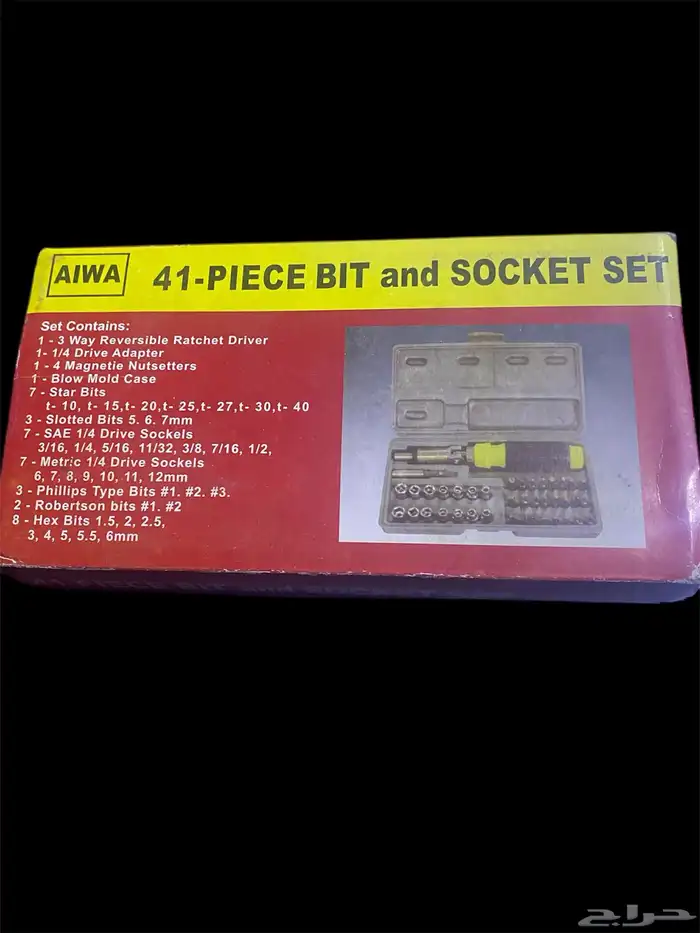 AIWA
41-PIECE BIT and SOCKET SET
Set Contains:
1 - 3 Way Reversible Ratchet Driver
1- 1/4 Drive Adapter
1 - 4 Magnetie Nutsetters
1 - Blow Mold Case
7 - Star Bits
t- 10, t- 15,t- 20,t- 25,t- 27,t- 30,t- 40
3 - Slotted Bits 5. 6. 7mm
7 - SAE 1/4 Drive Sockels
3/16, 1/4, 5/16, 11/32, 3/8, 7/16, 1/2,
7 - Metric 1/4 Drive Sockels
6, 7, 8, 9, 10, 11, 12mm
3 - Phillips Type Bits #1. #2. #3.
2 - Robertson bits #1. #2
8 - Hex Bits 1.5, 2, 2.5,
3, 4, 5, 5.5, 6mm
حراج